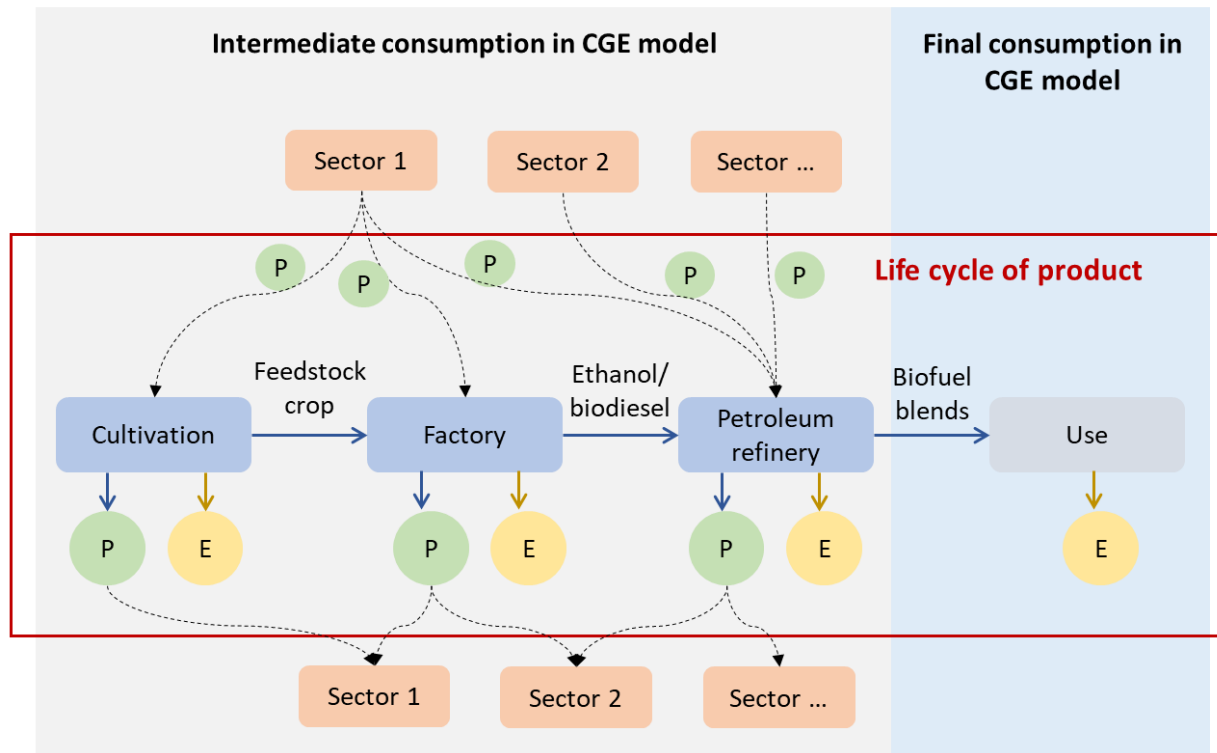 Intermediate consumption in CGE model
Final consumption in
CGE model
Sector 1
Sector 2
Sector ...
P
P
P
P
P
Life cycle of product
Feedstock
crop
Ethanol/
biodiesel
Biofuel
blends
Cultivation
Factory
Petroleum
refinery
Use
P
E
P
E
P
E
E
Sector 1
Sector 2
Sector ...